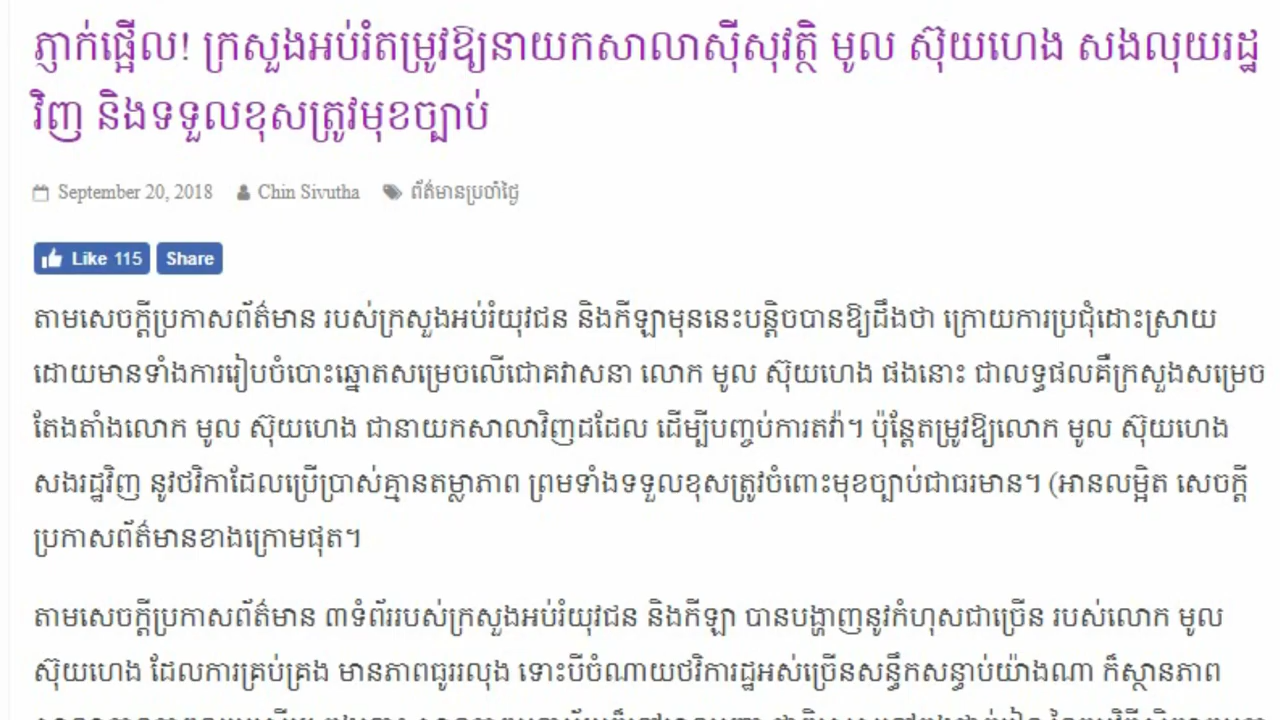 ភ្ញាក់ផ្អើល! ក្រសួងអប់រំតម្រូវឱ្យនាយកសាលាស៊ីសុវត្ថិ មូល ស៊ុយហេង សងលុយរដ្ឋ
វិញ និងទទួលខុសត្រូវមុខច្បាប់
September 20, 2018 Chin Sivutha ព័ត៌មានប្រចាំថ្ងៃ
Like 115 Share
តាមសេចក្តីប្រកាសព័ត៌មាន របស់ក្រសួងអប់រំយុវជន និងកីឡាមុននេះបន្តិចបានឱ្យដឹងថា ក្រោយការប្រជុំដោះស្រាយ
ដោយមានទាំងការរៀបចំបោះឆ្នោតសម្រេចលើជោគវាសនា លោក មូល ស៊ុយហេង ផងនោះ ជាលទ្ធផលគឺក្រសួងសម្រេច
តែងតាំងលោក មូល ស៊ុយហេង ជានាយកសាលាវិញដដែល ដើម្បីបញ្ចប់ការតវ៉ា។ ប៉ុន្តែតម្រូវឱ្យលោក មូល ស៊ុយហេង
សងរដ្ឋវិញ នូវថវិកាដែលប្រើប្រាស់គ្មានតម្លាភាព ព្រមទាំងទទួលខុសត្រូវចំពោះមុខច្បាប់ជាធរមាន។ (អានលម្អិត សេចក្តី
ប្រកាសព័ត៌មានខាងក្រោមផុត។
តាមសេចក្តីប្រកាសព័ត៌មាន ៣ទំព័ររបស់ក្រសួងអប់រំយុវជន និងកីឡា បានបង្ហាញនូវកំហុសជាច្រើន របស់លោក មូល
ស៊ុយហេង ដែលការគ្រប់គ្រង មានភាពធូររលុង ទោះបីចំណាយថវិការដ្ឋអស់ច្រើនសន្ធឹកសន្ធាប់យ៉ាងណា ក៏ស្ថានភាព